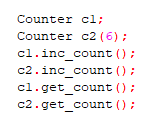 Counter c1;
Counter c2(6);
c1.inc_count();
c2.inc_count();
c1.get_count();
c2.get_count();